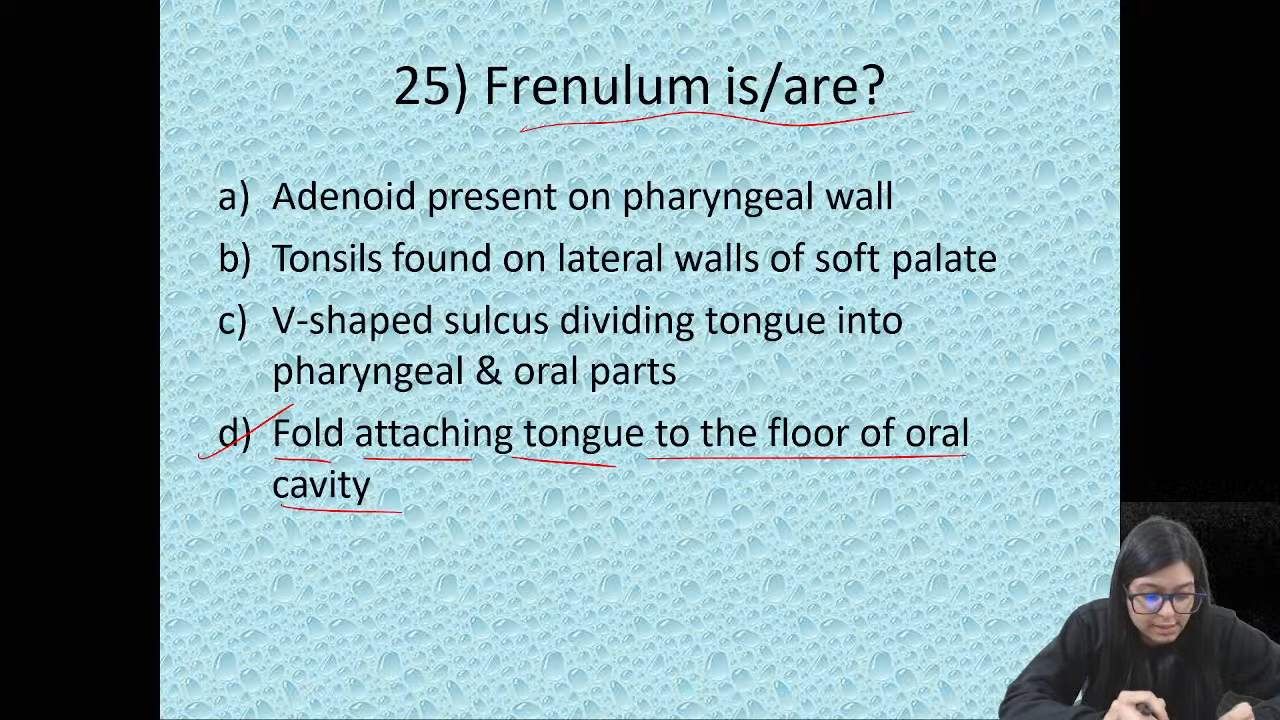 25) Frenulum is/are?
a) Adenoid present on pharyngeal wall
b) Tonsils found on lateral walls of soft palate
c) V-shaped sulcus dividing tongue into
pharyngeal & oral parts
d) Fold attaching tongue to the floor of oral
cavity